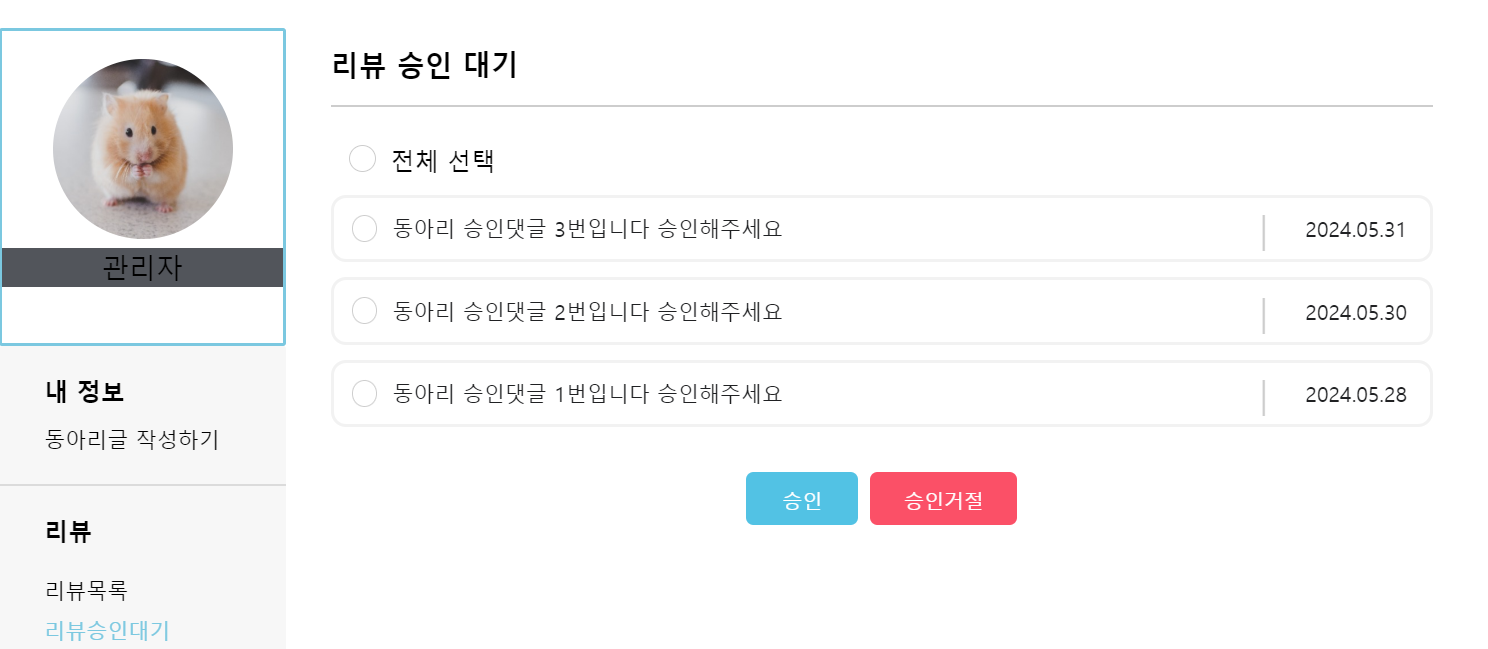 관리자
내 정보
동아리글 작성하기
리뷰
리뷰목록
리뷰승인대기
리뷰 승인 대기
전체 선택
동아리 승인댓글 3번입니다 승인해주세요 2024.05.31
동아리 승인댓글 2번입니다 승인해주세요 2024.05.30
동아리 승인댓글 1번입니다 승인해주세요 2024.05.28
승인 승인거절